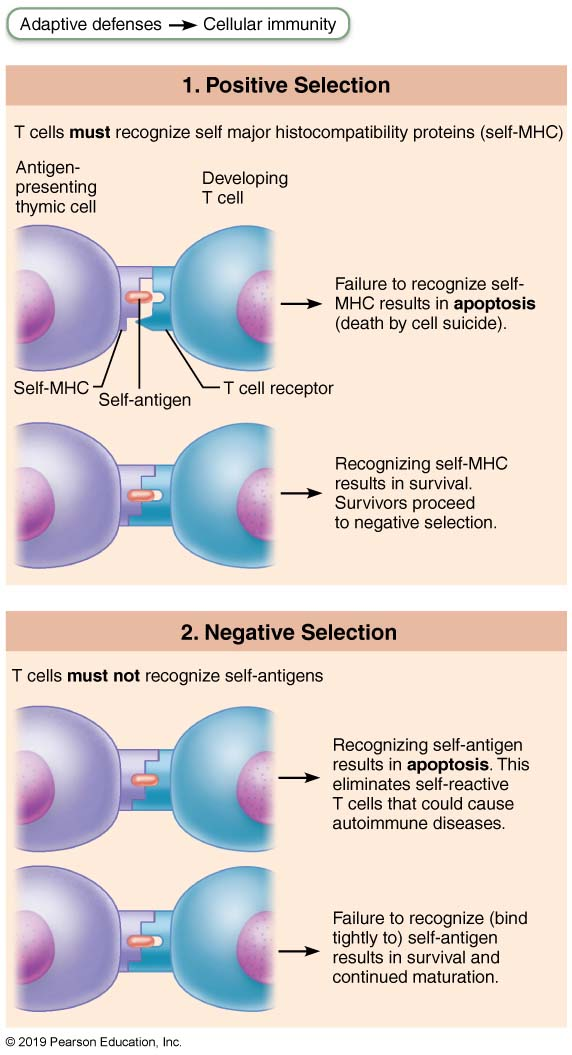 Adaptive defenses → Cellular immunity
1. Positive Selection
T cells must recognize self major histocompatibility proteins (self-MHC)
Antigen-
presenting
thymic cell
Developing
T cell
Failure to recognize self-
MHC results in apoptosis
(death by cell suicide).
Self-MHC
Self-antigen
T cell receptor
Recognizing self-MHC
results in survival.
Survivors proceed
to negative selection.
2. Negative Selection
T cells must not recognize self-antigens
Recognizing self-antigen
results in apoptosis. This
eliminates self-reactive
T cells that could cause
autoimmune diseases.
Failure to recognize (bind
tightly to) self-antigen
results in survival and
continued maturation.
© 2019 Pearson Education, Inc.